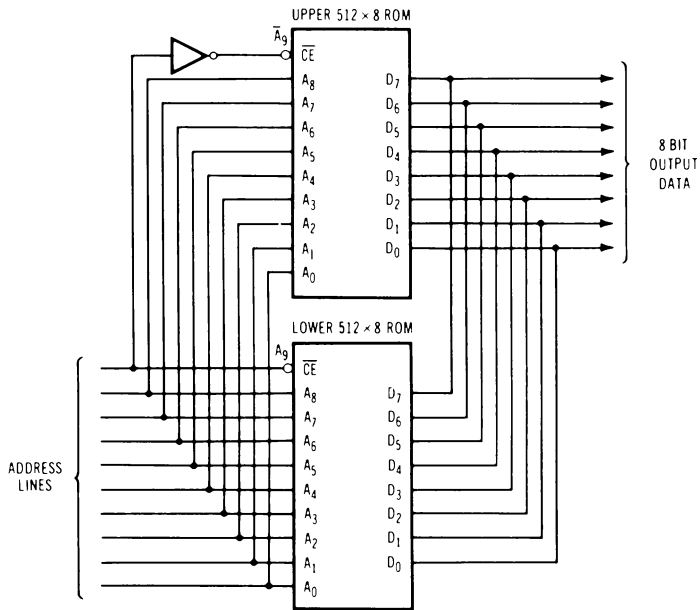 UPPER 512 × 8 ROM
A̅9
C̅E̅
A8
A7
A6
A5
A4
A3
A2
A1
A0
D7
D6
D5
D4
D3
D2
D1
D0
8 BIT
OUTPUT
DATA
LOWER 512 × 8 ROM
A9
C̅E̅
A8
A7
A6
A5
A4
A3
A2
A1
A0
D7
D6
D5
D4
D3
D2
D1
D0
ADDRESS
LINES